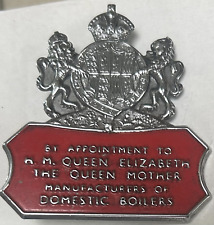 BY APPOINTMENT TO
H. M. QUEEN ELIZABETH
THE QUEEN MOTHER
MANUFACTURERS OF
DOMESTIC BOILERS